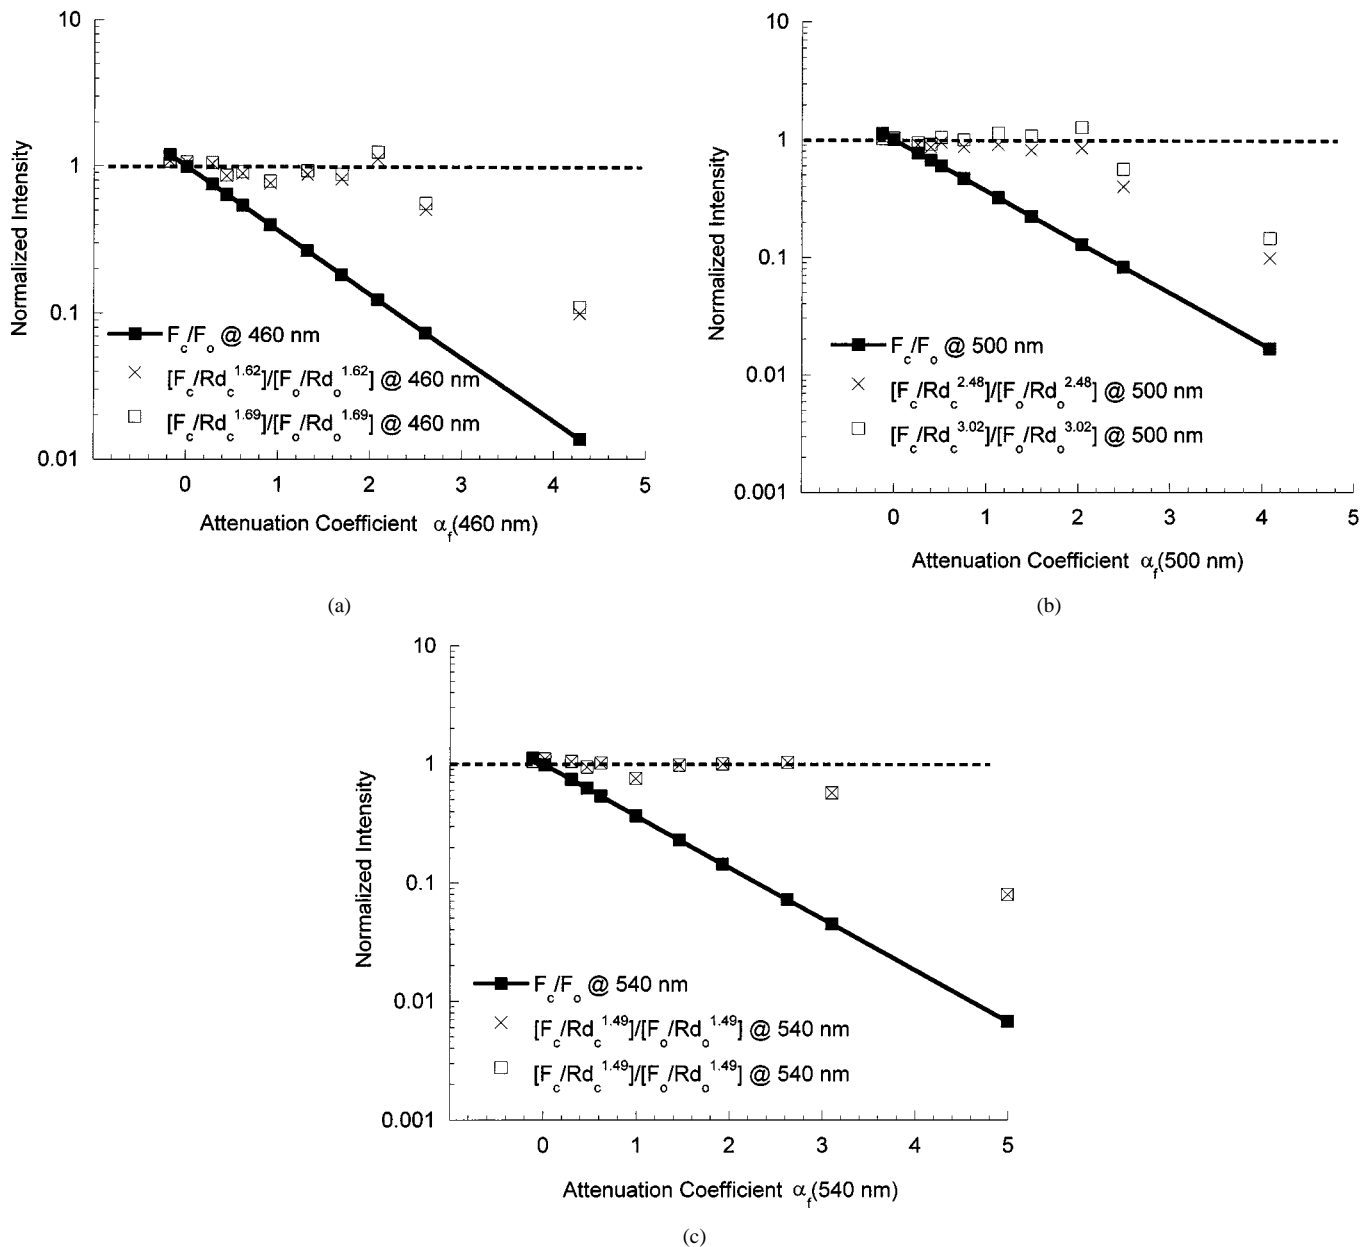 10
1
0.1
0.01
Normalized Intensity
F_c/F_o @ 460 nm
[F_c/Rd_c^1.62]/[F_o/Rd_o^1.62] @ 460 nm
[F_c/Rd_c^1.69]/[F_o/Rd_o^1.69] @ 460 nm
0 1 2 3 4 5
Attenuation Coefficient α_f(460 nm)
(a)
10
1
0.1
0.01
0.001
Normalized Intensity
F_c/F_o @ 500 nm
[F_c/Rd_c^2.48]/[F_o/Rd_o^2.48] @ 500 nm
[F_c/Rd_c^3.02]/[F_o/Rd_o^3.02] @ 500 nm
0 1 2 3 4 5
Attenuation Coefficient α_f(500 nm)
(b)
10
1
0.1
0.01
0.001
Normalized Intensity
F_c/F_o @ 540 nm
[F_c/Rd_c^1.49]/[F_o/Rd_o^1.49] @ 540 nm
[F_c/Rd_c^1.49]/[F_o/Rd_o^1.49] @ 540 nm
0 1 2 3 4 5
Attenuation Coefficient α_f(540 nm)
(c)